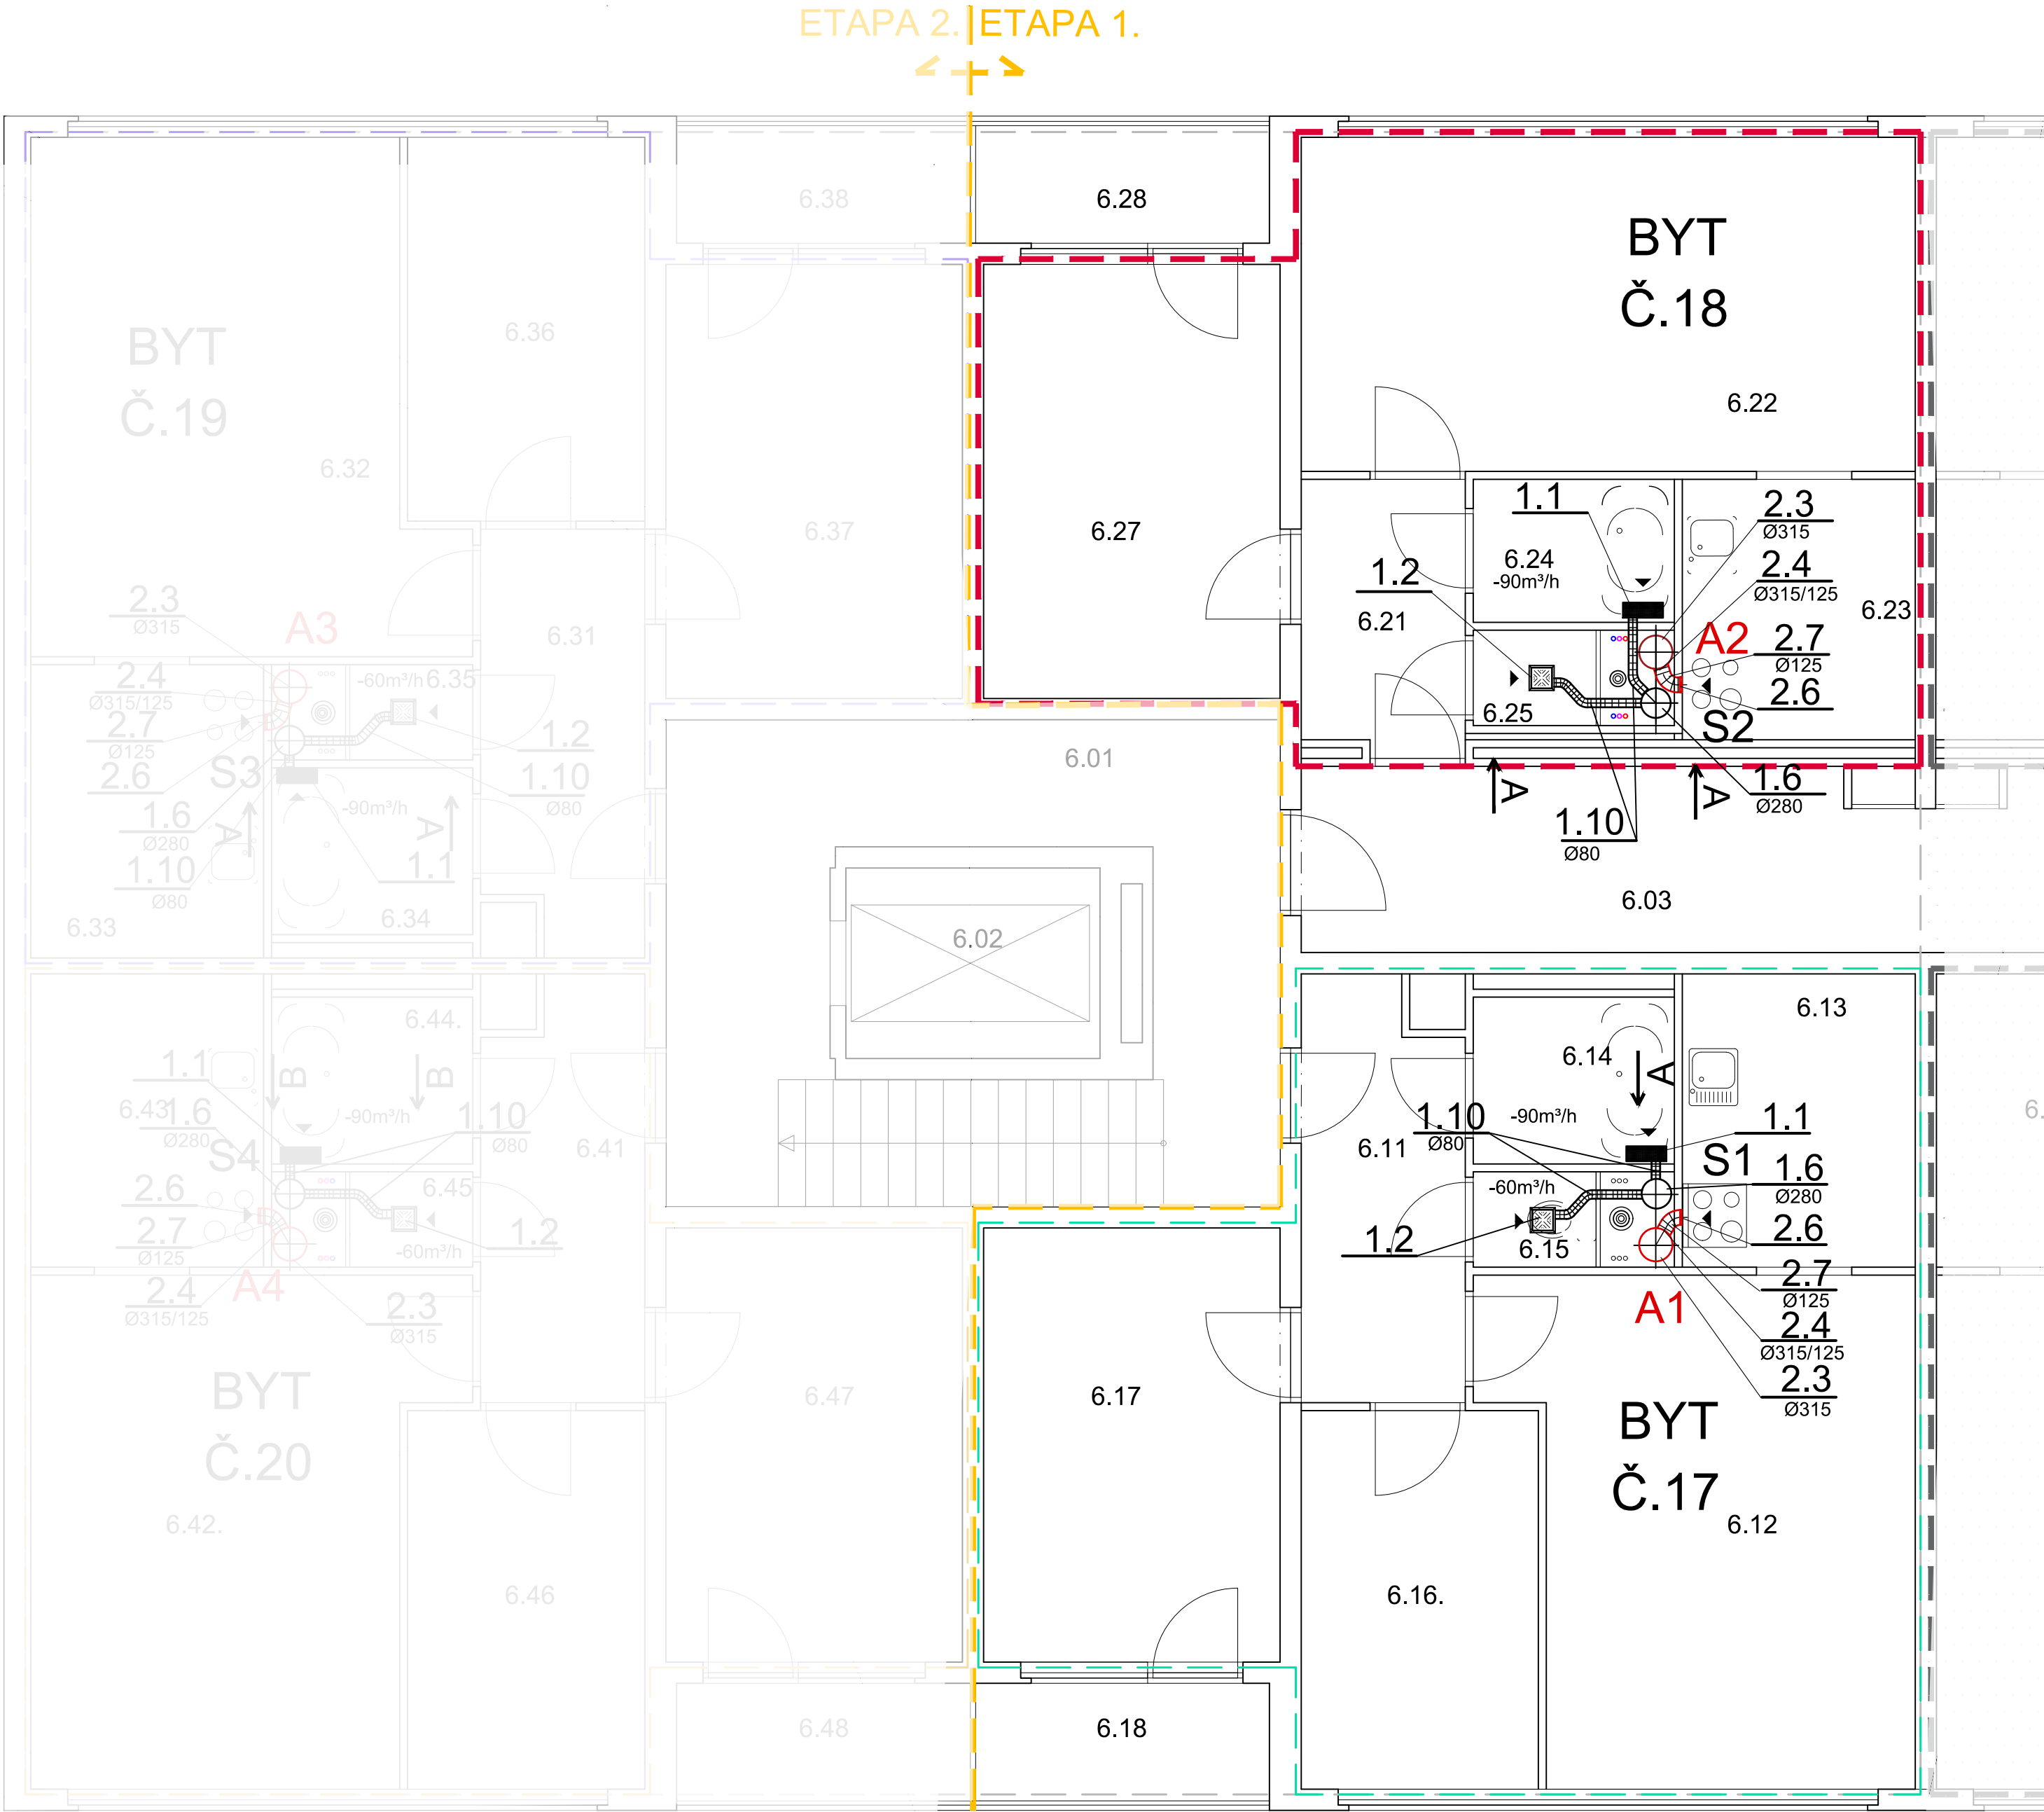 ETAPA 2. ETAPA 1.
6.38
6.28
BYT
Č.18
6.22
BYT
Č.19
6.36
6.32
6.37
6.27
1.1
2.3
Ø315
6.24
-90m³/h
2.4
Ø315/125
1.2
6.21
6.23
A2
2.7
Ø125
2.6
6.25
S2
1.6
Ø280
A
A
1.10
Ø80
2.3
Ø315
A3
6.31
2.4
Ø315/125
-60m³/h
6.35
2.7
Ø125
1.2
2.6
S3
1.10
Ø80
1.6
Ø280
-90m³/h
A
A
1.10
Ø80
1.1
6.33
6.34
6.01
6.02
6.03
6.13
6.14
A
1.10
Ø80
-90m³/h
1.1
6.11
S1
1.6
Ø280
-60m³/h
1.2
6.15
2.6
2.7
Ø125
A1
2.4
Ø315/125
2.3
Ø315
6.44.
1.1
B
B
6.43
1.6
Ø280
-90m³/h
1.10
Ø80
S4
6.41
2.6
6.45
2.7
Ø125
-60m³/h
1.2
A4
2.4
Ø315/125
2.3
Ø315
BYT
Č.20
6.42.
6.47
6.17
BYT
Č.17
6.12
6.46
6.16.
6.48
6.18
6.